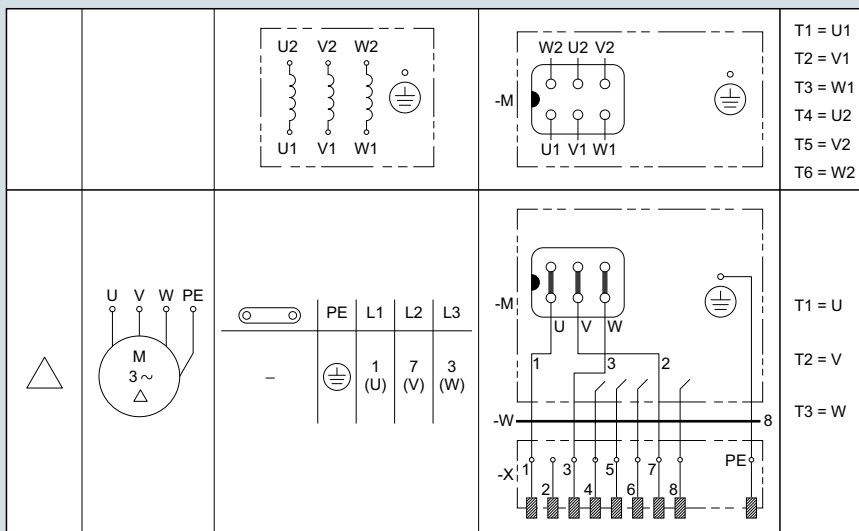 U2 V2 W2
U1 V1 W1
W2 U2 V2
-M
U1 V1 W1
T1 = U1
T2 = V1
T3 = W1
T4 = U2
T5 = V2
T6 = W2
U V W PE
M
3 ~
PE L1 L2 L3
– 1 7 3
(U) (V) (W)
-M
U V W
1 3 2
-W 8
-X 1 3 5 7 PE
2 4 6 8
T1 = U
T2 = V
T3 = W